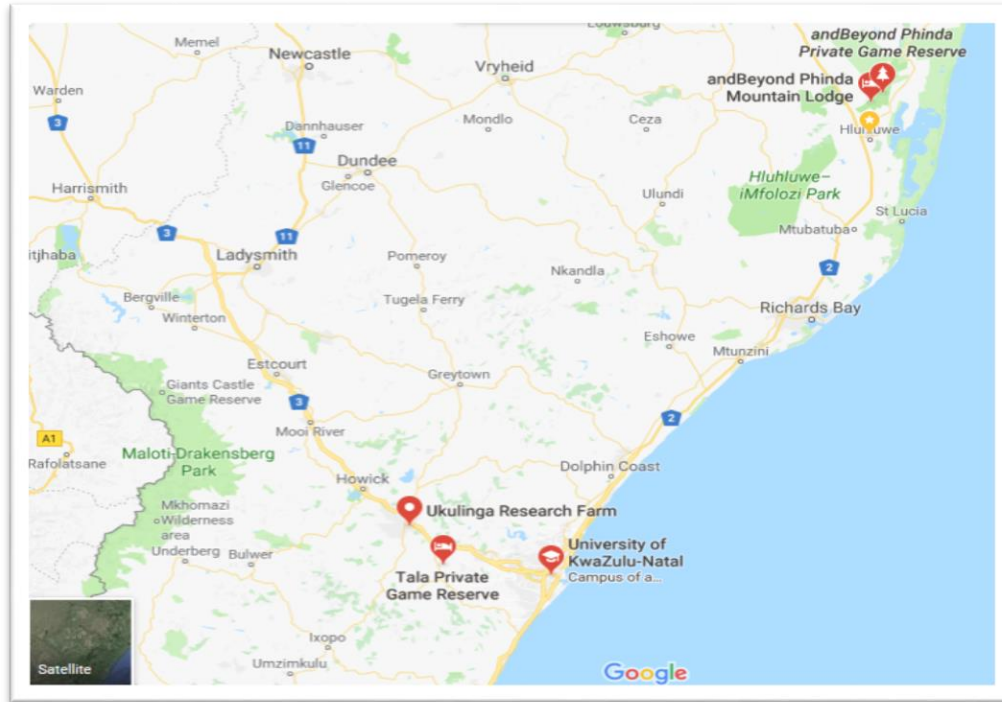 andBeyond Phinda
Private Game Reserve
Memel
Newcastle
Vryheid
andBeyond Phinda
Mountain Lodge
Warden
3
Mondlo
Ceza
Dannhauser
11
Dundee
Glencoe
Harrismith
Hluhluwe–
iMfolozi Park
Ulundi
St Lucia
3
11
Mtubatuba
itjhaba
Ladysmith
Pomeroy
Nkandla
2
Bergville
Tugela Ferry
Richards Bay
Winterton
Eshowe
Mtunzini
Estcourt
Greytown
Giants Castle
Game Reserve
3
2
Mooi River
A1
Rafolatsane
Maloti-Drakensberg
Park
Dolphin Coast
Howick
Mkhomazi
Wilderness
area
Ukulinga Research Farm
Underberg
Bulwer
University of
KwaZulu-Natal
Campus of a...
Tala Private
Game Reserve
Ixopo
Umzimkulu
Satellite
Google